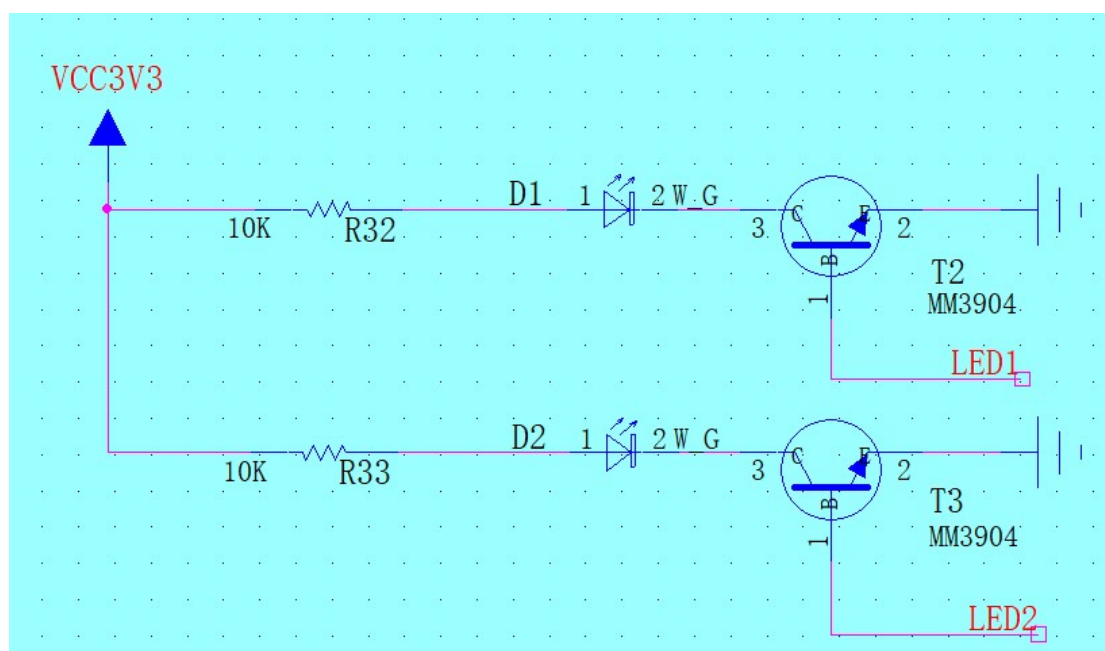 VCC3V3
D1 1 2 W_G
10K R32
3 C E 2
B
1
T2
MM3904
LED1
D2 1 2 W_G
10K R33
3 C E 2
B
1
T3
MM3904
LED2